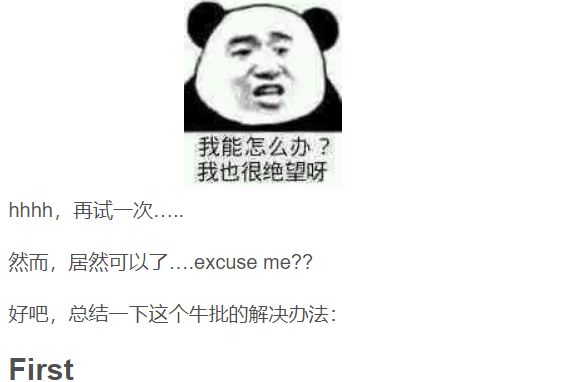 我能怎么办？
我也很绝望呀
hhhh，再试一次…..
然而，居然可以了….excuse me??
好吧，总结一下这个牛批的解决办法：
First